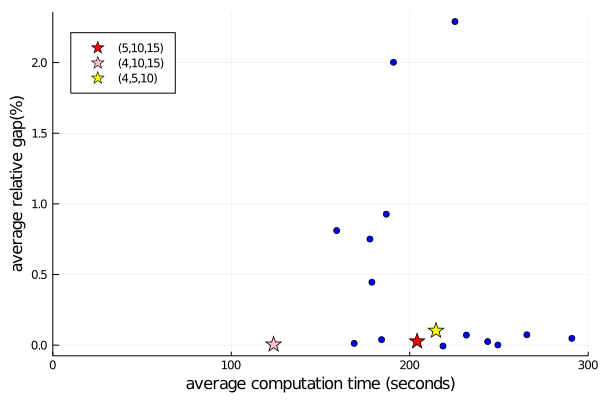 (5,10,15)
(4,10,15)
(4,5,10)
average relative gap(%)
2.0
1.5
1.0
0.5
0.0
0 100 200 300
average computation time (seconds)